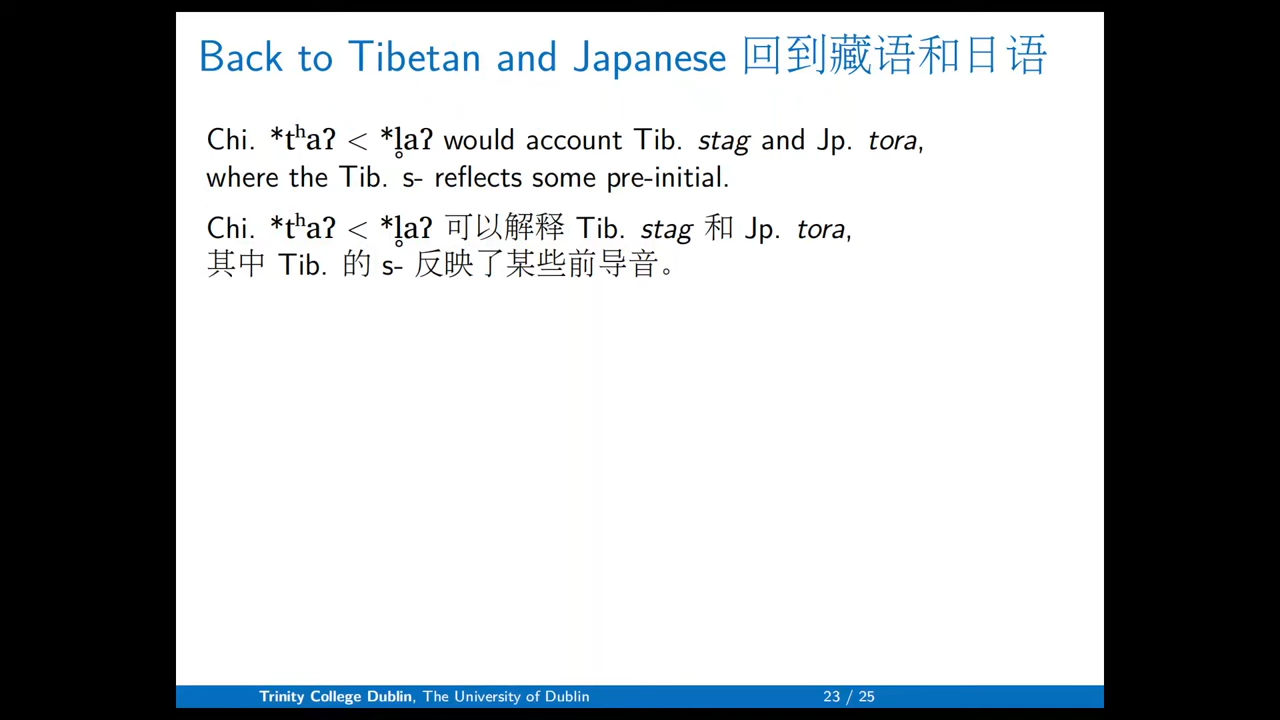 Back to Tibetan and Japanese 回到藏语和日语
Chi. *tʰaʔ < *l̥aʔ would account Tib. stag and Jp. tora,
where the Tib. s- reflects some pre-initial.
Chi. *tʰaʔ < *l̥aʔ 可以解释 Tib. stag 和 Jp. tora,
其中 Tib. 的 s- 反映了某些前导音。
Trinity College Dublin, The University of Dublin
23 / 25